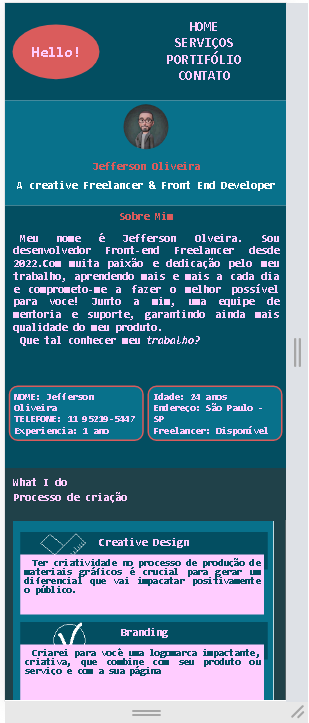 Hello!
HOME
SERVIÇOS
PORTIFÓLIO
CONTATO
Jefferson Oliveira
A creative Freelancer & Front End Developer
Sobre Mim
Meu nome é Jefferson Olveira. Sou
desenvolvedor Front-end Freelancer desde
2022.Com muita paixão e dedicação pelo meu
trabalho, aprendendo mais e mais a cada dia
e comprometo-me a fazer o melhor possível
para voce! Junto a mim, uma equipe de
mentoria e suporte, garantindo ainda mais
qualidade do meu produto.
Que tal conhecer meu trabalho?
NOME: Jefferson
Oliveira
TELEFONE: 11 95219-5447
Experiencia: 1 ano
Idade: 24 anos
Endereço: São Paulo -
SP
Freelancer: Disponível
What I do
Processo de criação
Creative Design
Ter criatividade no processo de produção de
materiais gráficos é crucial para gerar um
diferencial que vai impacatar positivamente
o público.
Branding
Criarei para você uma logomarca impactante,
criativa, que combine com seu produto ou
serviço e com a sua página